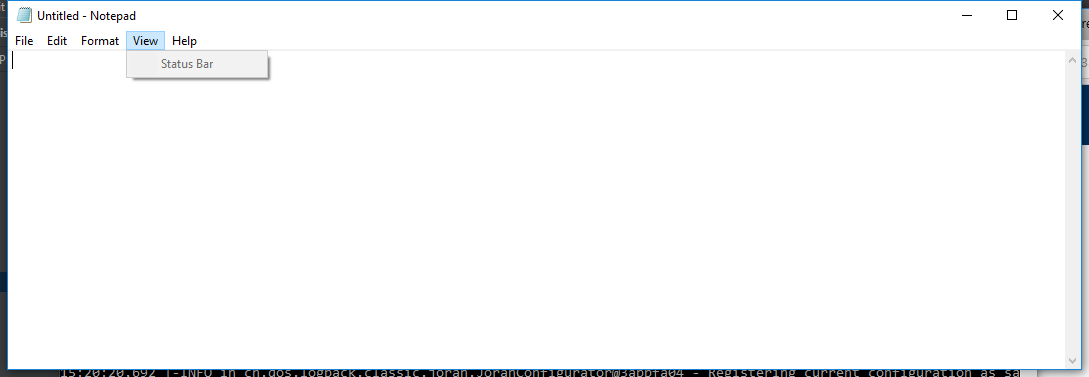 Untitled - Notepad
File Edit Format View Help
Status Bar
15:20:20.692 |-INFO in ch.qos.logback.classic.joran.JoranConfigurator@3abbfa04 - Registering current configuration as sa